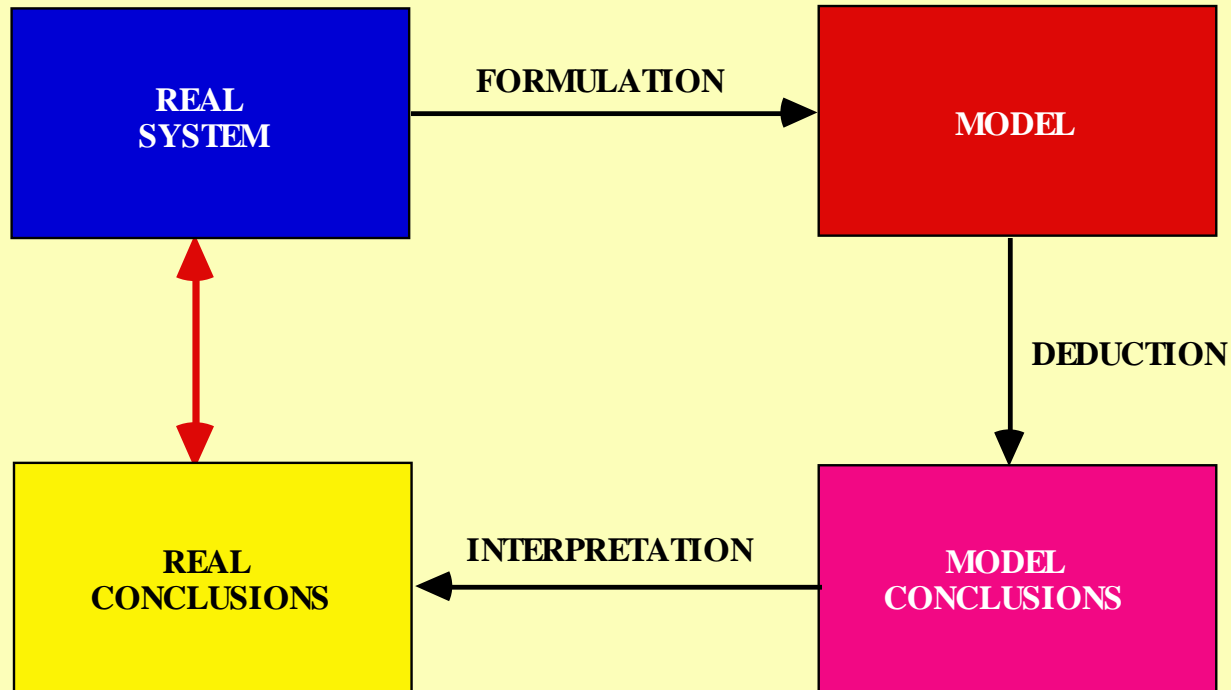 REAL
SYSTEM
FORMULATION
MODEL
DEDUCTION
REAL
CONCLUSIONS
INTERPRETATION
MODEL
CONCLUSIONS